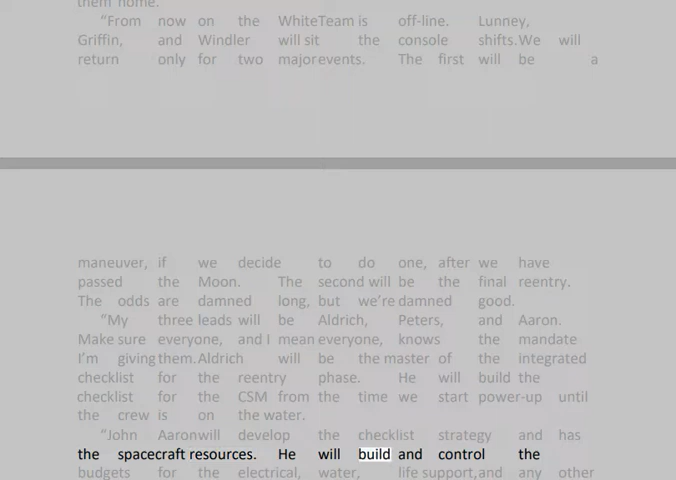 them home.
"From now on the WhiteTeam is off-line. Lunney,
Griffin, and Windler will sit the console shifts.We will
return only for two majorevents. The first will be a
maneuver, if we decide to do one, after we have
passed the Moon. The second will be the final reentry.
The odds are damned long, but we're damned good.
"My three leads will be Aldrich, Peters, and Aaron.
Make sure everyone, and I mean everyone, knows the mandate
I'm giving them.Aldrich will be the master of the integrated
checklist for the reentry phase. He will build the
checklist for the CSM from the time we start power-up until
the crew is on the water.
"John Aaronwill develop the checklist strategy and has
the spacecraft resources. He will build and control the
budgets for the electrical, water, life support,and any other